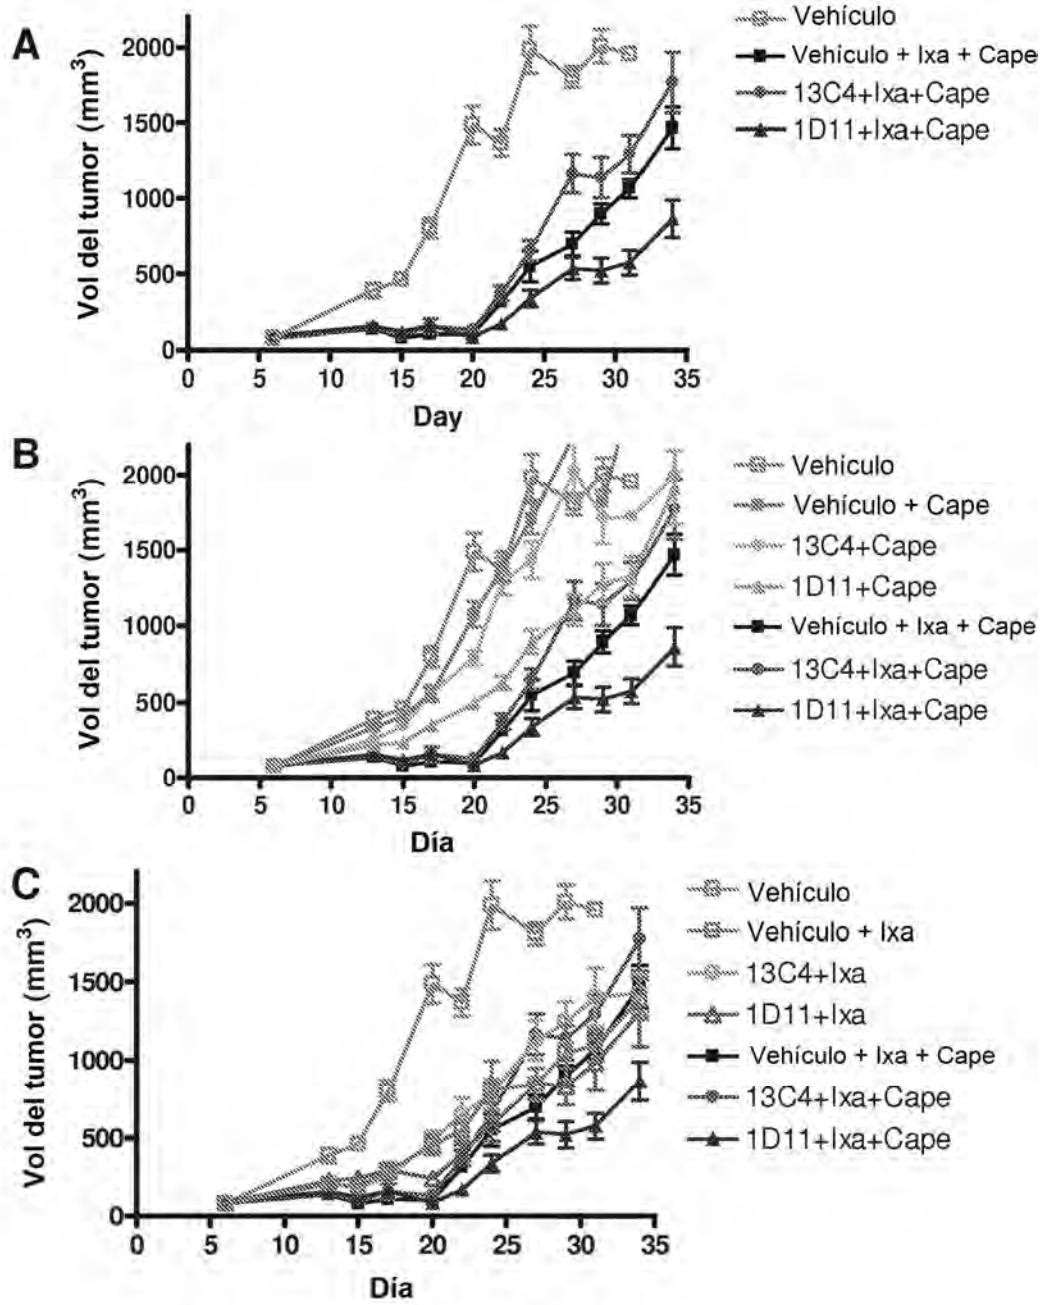 A
Vol del tumor (mm3)
2000
1500
1000
500
0
0 5 10 15 20 25 30 35
Day
Vehículo
Vehiculo + Ixa + Cape
13C4+Ixa+Cape
1D11+Ixa+Cape
B
Vol del tumor (mm3)
2000
1500
1000
500
0
0 5 10 15 20 25 30 35
Día
Vehículo
Vehículo + Cape
13C4+Cape
1D11+Cape
Vehículo + Ixa + Cape
13C4+Ixa+Cape
1D11+Ixa+Cape
C
Vol del tumor (mm3)
2000
1500
1000
500
0
0 5 10 15 20 25 30 35
Día
Vehículo
Vehículo + Ixa
13C4+Ixa
1D11+Ixa
Vehículo + Ixa + Cape
13C4+Ixa+Cape
1D11+Ixa+Cape